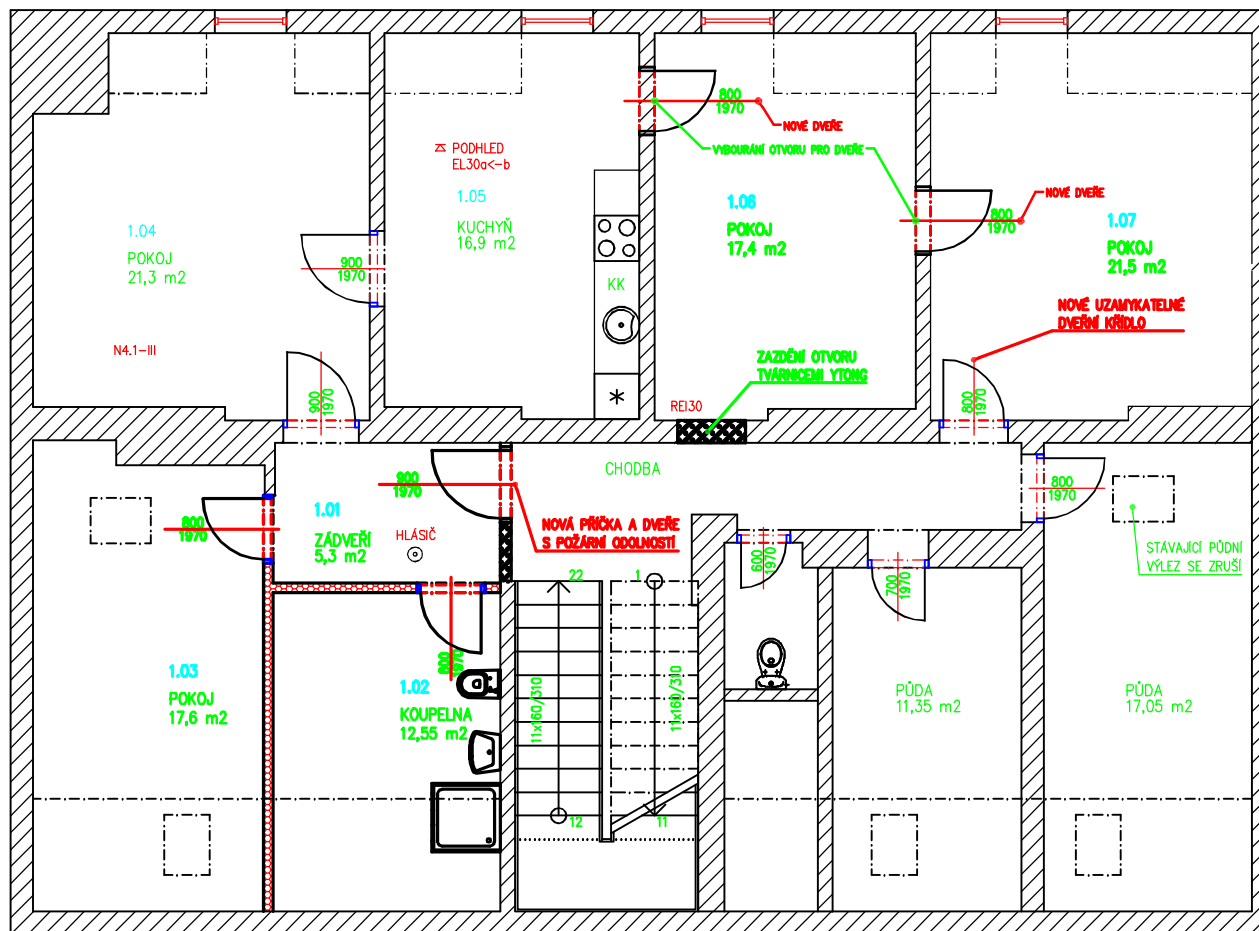 800
1970
NOVÉ DVEŘE
VYBOURÁNÍ OTVORU PRO DVEŘE
PODHLED
EL30a<-b
1.05
KUCHYŇ
16,9 m2
1.04
POKOJ
21,3 m2
900
1970
N4.1-III
KK
1.06
POKOJ
17,4 m2
NOVÉ DVEŘE
800
1970
1.07
POKOJ
21,5 m2
NOVÉ UZAMYKATELNÉ
DVEŘNÍ KŘÍDLO
ZAZDĚNÍ OTVORU
TVÁRNICEMI YTONG
REI30
900
1970
800
1970
CHODBA
900
1970
800
1970
1.01
ZÁDVEŘÍ
5,3 m2
HLÁSIČ
NOVÁ PŘÍČKA A DVEŘE
S POŽÁRNÍ ODOLNOSTÍ
800
1970
STÁVAJÍCÍ PŮDNÍ
VÝLEZ SE ZRUŠÍ
600
1970
700
1970
22
1
800
1970
1.03
POKOJ
17,6 m2
1.02
KOUPELNA
12,55 m2
11x160/310
11x160/310
PŮDA
11,35 m2
PŮDA
17,05 m2
12
11